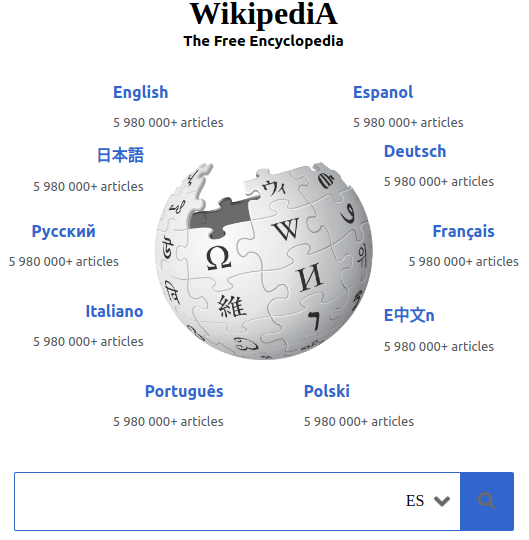 WikipediA
The Free Encyclopedia
English
5 980 000+ articles
Espanol
5 980 000+ articles
日本語
5 980 000+ articles
Deutsch
5 980 000+ articles
Русский
5 980 000+ articles
Français
5 980 000+ articles
Italiano
5 980 000+ articles
E中文n
5 980 000+ articles
Português
5 980 000+ articles
Polski
5 980 000+ articles
ウィ
W
Ω
И
維
ES